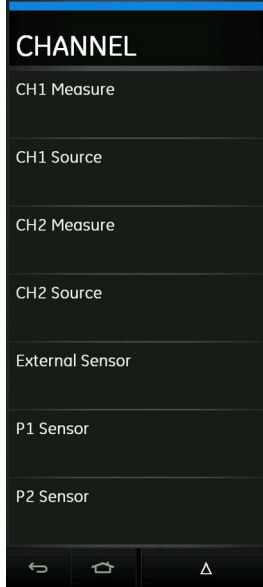 CHANNEL
CH1 Measure
CH1 Source
CH2 Measure
CH2 Source
External Sensor
P1 Sensor
P2 Sensor